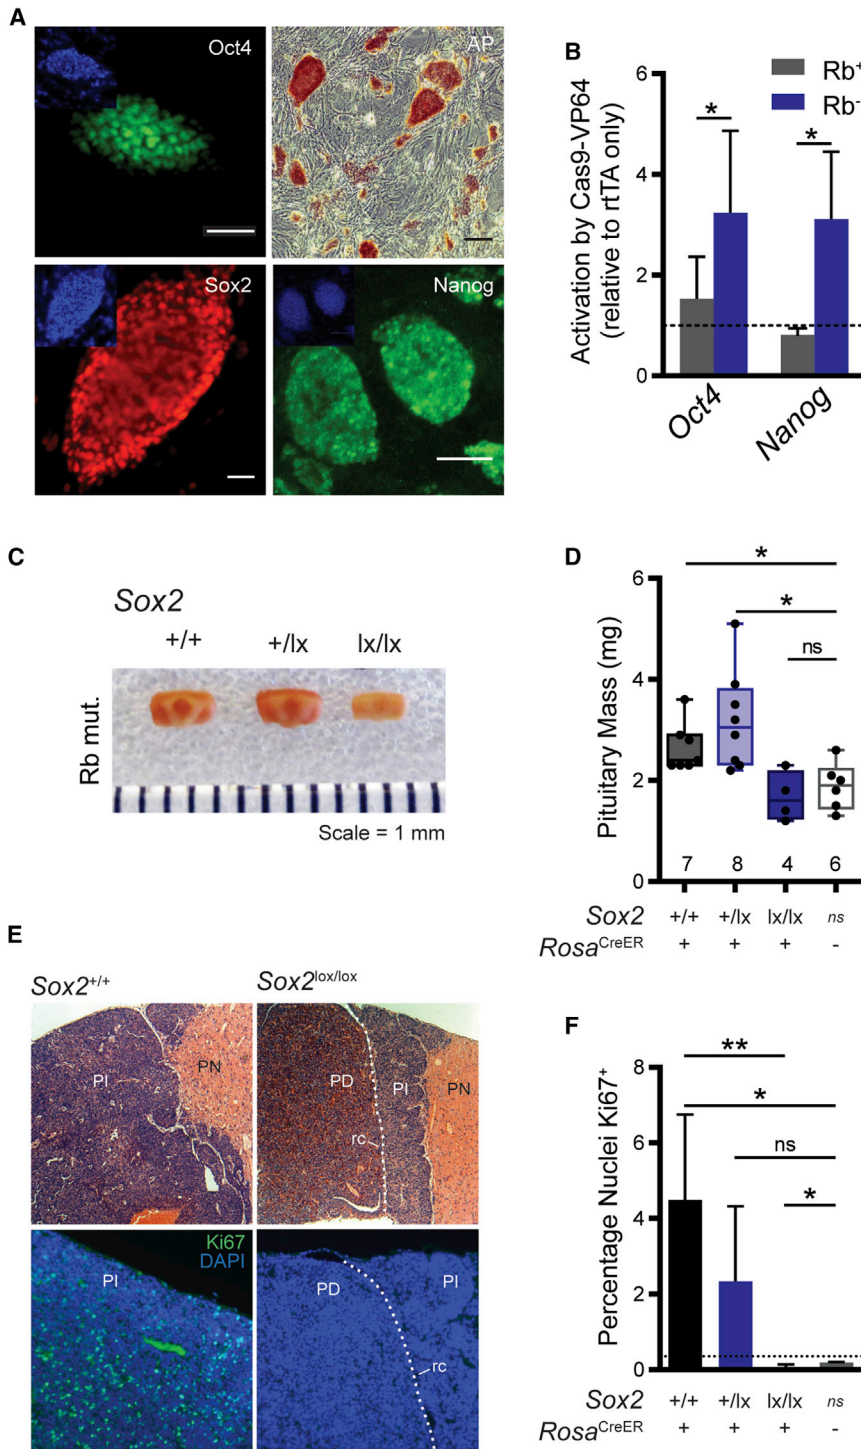 A
Oct4
AP
Sox2
Nanog
B
Activation by Cas9-VP64
(relative to rtTA only)
6
4
2
0
*
*
Rb+
Rb-
Oct4
Nanog
C
Sox2
+/+ +/lx lx/lx
Rb mut.
Scale = 1 mm
D
Pituitary Mass (mg)
6
4
2
0
*
*
ns
7 8 4 6
Sox2 +/+ +/lx lx/lx ns
RosaCreER + + + -
E
Sox2+/+
Sox2lox/lox
PI
PN
PD
PI
PN
rc
Ki67
DAPI
PI
PD
PI
rc
F
Percentage Nuclei Ki67+
8
6
4
2
0
**
*
ns
*
Sox2 +/+ +/lx lx/lx ns
RosaCreER + + + -